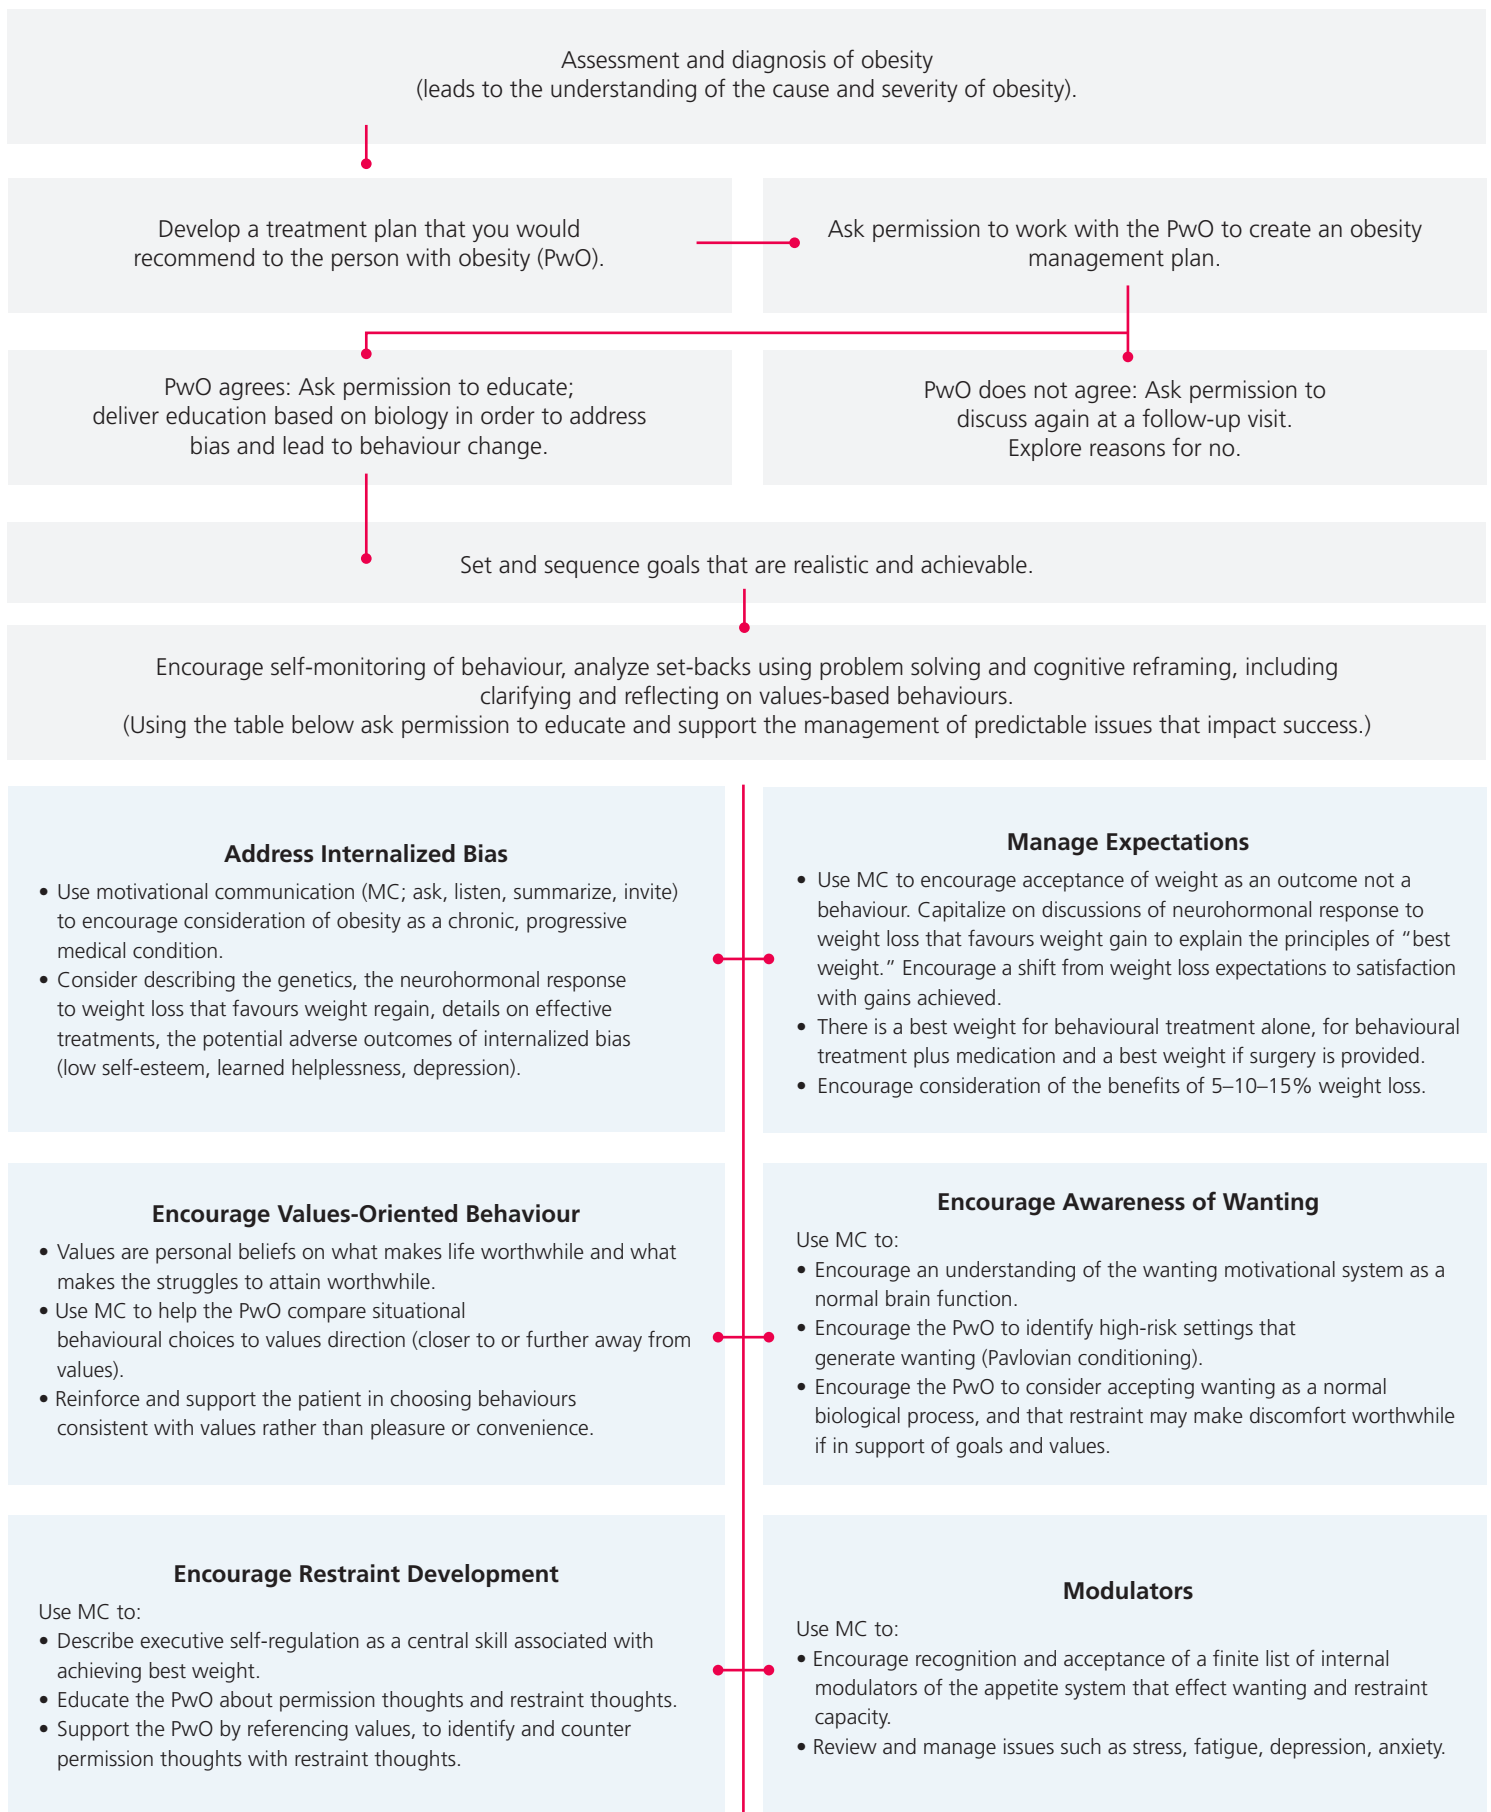 Assessment and diagnosis of obesity
(leads to the understanding of the cause and severity of obesity).
Develop a treatment plan that you would
recommend to the person with obesity (PwO).
Ask permission to work with the PwO to create an obesity
management plan.
PwO agrees: Ask permission to educate;
deliver education based on biology in order to address
bias and lead to behaviour change.
PwO does not agree: Ask permission to
discuss again at a follow-up visit.
Explore reasons for no.
Set and sequence goals that are realistic and achievable.
Encourage self-monitoring of behaviour, analyze set-backs using problem solving and cognitive reframing, including
clarifying and reflecting on values-based behaviours.
(Using the table below ask permission to educate and support the management of predictable issues that impact success.)
Address Internalized Bias
• Use motivational communication (MC; ask, listen, summarize, invite)
to encourage consideration of obesity as a chronic, progressive
medical condition.
• Consider describing the genetics, the neurohormonal response
to weight loss that favours weight regain, details on effective
treatments, the potential adverse outcomes of internalized bias
(low self-esteem, learned helplessness, depression).
Manage Expectations
• Use MC to encourage acceptance of weight as an outcome not a
behaviour. Capitalize on discussions of neurohormonal response to
weight loss that favours weight gain to explain the principles of “best
weight.” Encourage a shift from weight loss expectations to satisfaction
with gains achieved.
• There is a best weight for behavioural treatment alone, for behavioural
treatment plus medication and a best weight if surgery is provided.
• Encourage consideration of the benefits of 5–10–15% weight loss.
Encourage Values-Oriented Behaviour
• Values are personal beliefs on what makes life worthwhile and what
makes the struggles to attain worthwhile.
• Use MC to help the PwO compare situational
behavioural choices to values direction (closer to or further away from
values).
• Reinforce and support the patient in choosing behaviours
consistent with values rather than pleasure or convenience.
Encourage Awareness of Wanting
Use MC to:
• Encourage an understanding of the wanting motivational system as a
normal brain function.
• Encourage the PwO to identify high-risk settings that
generate wanting (Pavlovian conditioning).
• Encourage the PwO to consider accepting wanting as a normal
biological process, and that restraint may make discomfort worthwhile
if in support of goals and values.
Encourage Restraint Development
Use MC to:
• Describe executive self-regulation as a central skill associated with
achieving best weight.
• Educate the PwO about permission thoughts and restraint thoughts.
• Support the PwO by referencing values, to identify and counter
permission thoughts with restraint thoughts.
Modulators
Use MC to:
• Encourage recognition and acceptance of a finite list of internal
modulators of the appetite system that effect wanting and restraint
capacity.
• Review and manage issues such as stress, fatigue, depression, anxiety.